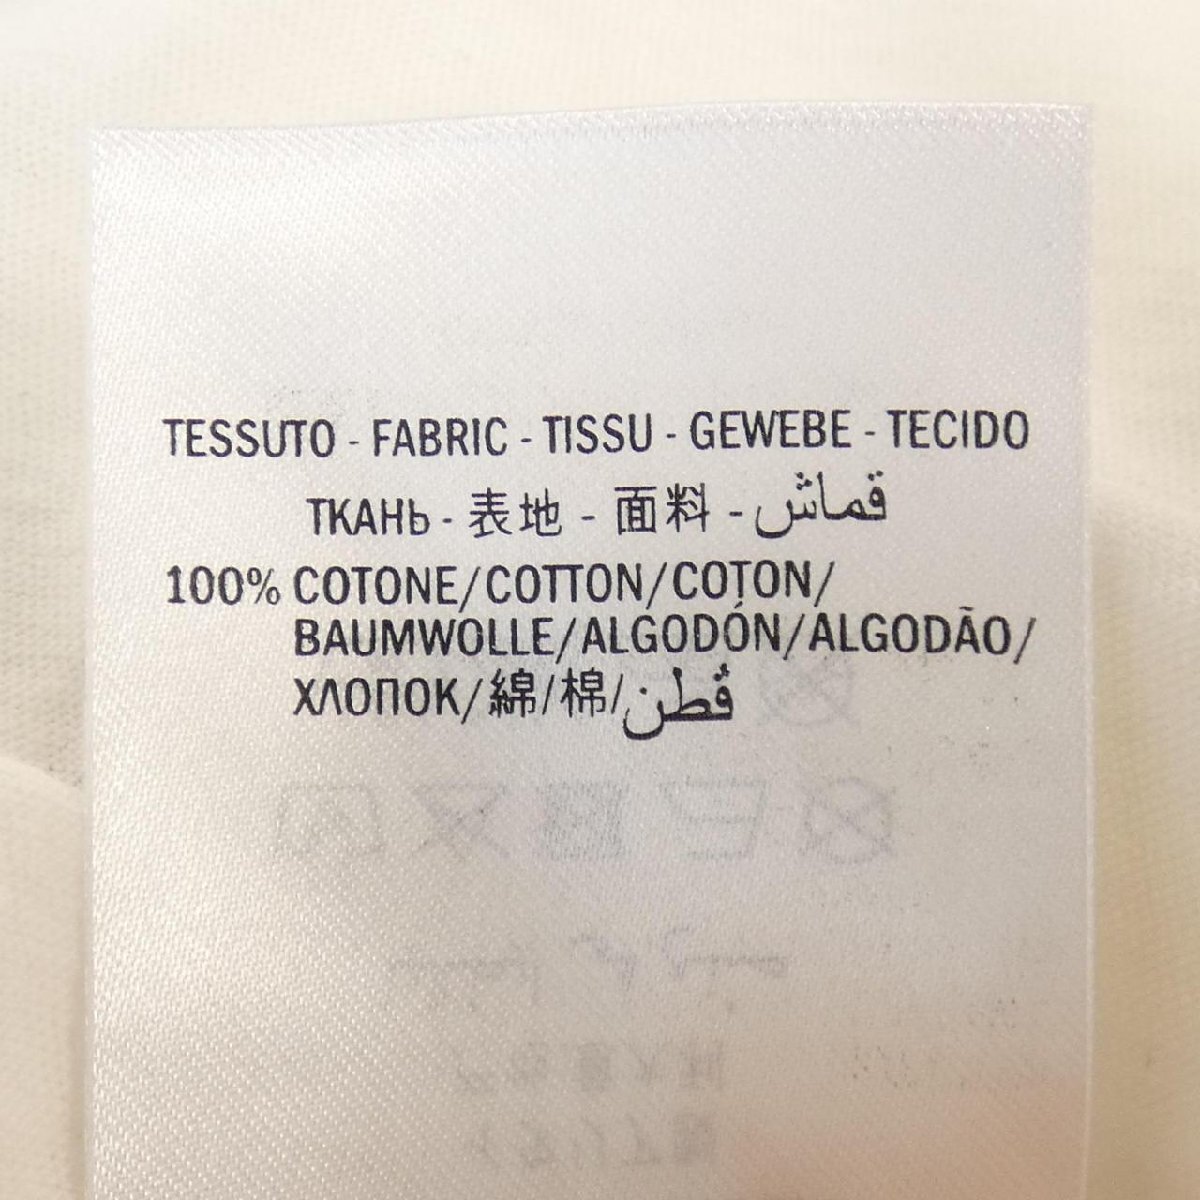 TESSUTO - FABRIC - TISSU - GEWEBE - TECIDO
ТКАНЬ - 表地 - 面料 - قماش
100% COTONE/COTTON/COTON/
BAUMWOLLE/ALGODÓN/ALGODÃO/
ХЛОПОК/綿/棉/قطن